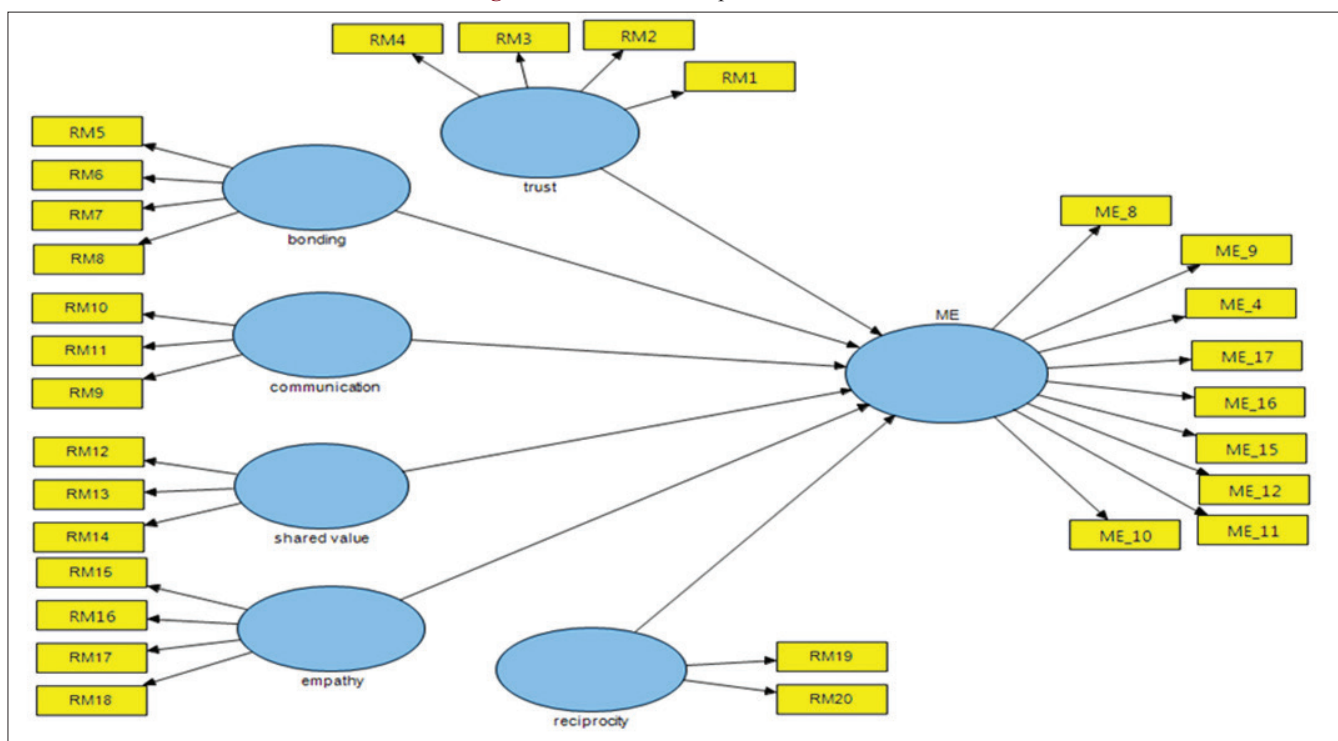 RM4
RM3
RM2
RM1
trust
RM5
RM6
RM7
RM8
bonding
RM10
RM11
RM9
communication
RM12
RM13
RM14
shared value
RM15
RM16
RM17
RM18
empathy
RM19
RM20
reciprocity
ME
ME_8
ME_9
ME_4
ME_17
ME_16
ME_15
ME_12
ME_11
ME_10